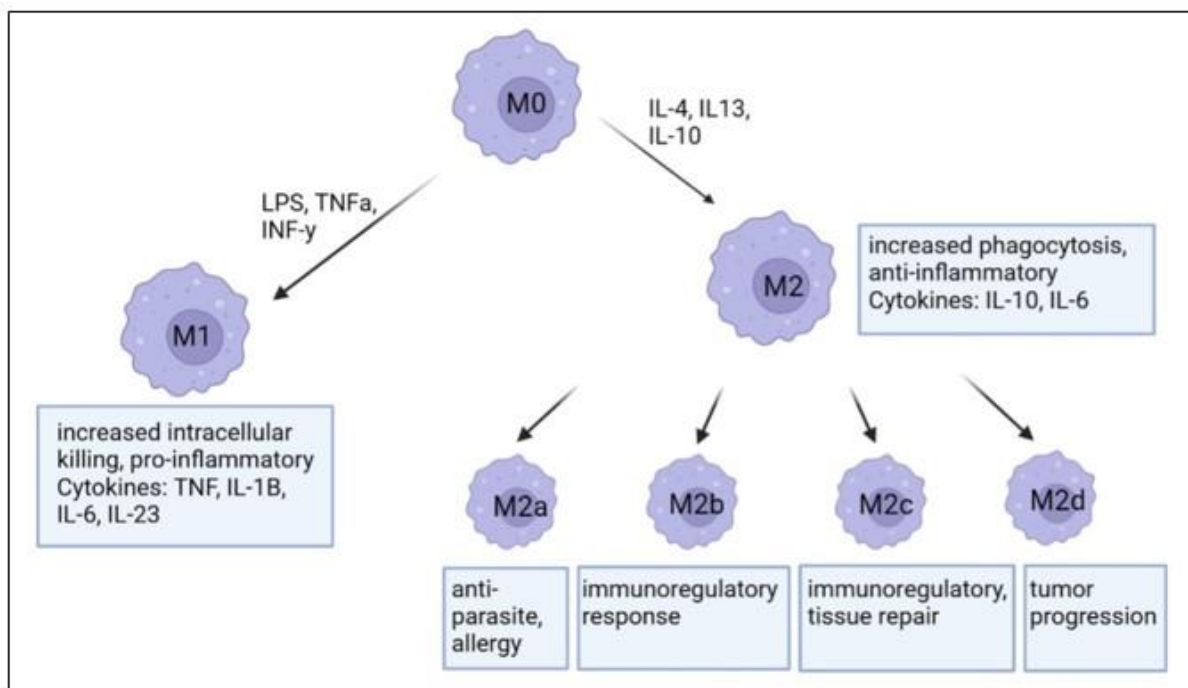 M0
IL-4, IL13,
IL-10
LPS, TNFa,
INF-y
M1
M2
increased phagocytosis,
anti-inflammatory
Cytokines: IL-10, IL-6
increased intracellular
killing, pro-inflammatory
Cytokines: TNF, IL-1B,
IL-6, IL-23
M2a
M2b
M2c
M2d
anti-
parasite,
allergy
immunoregulatory
response
immunoregulatory,
tissue repair
tumor
progression